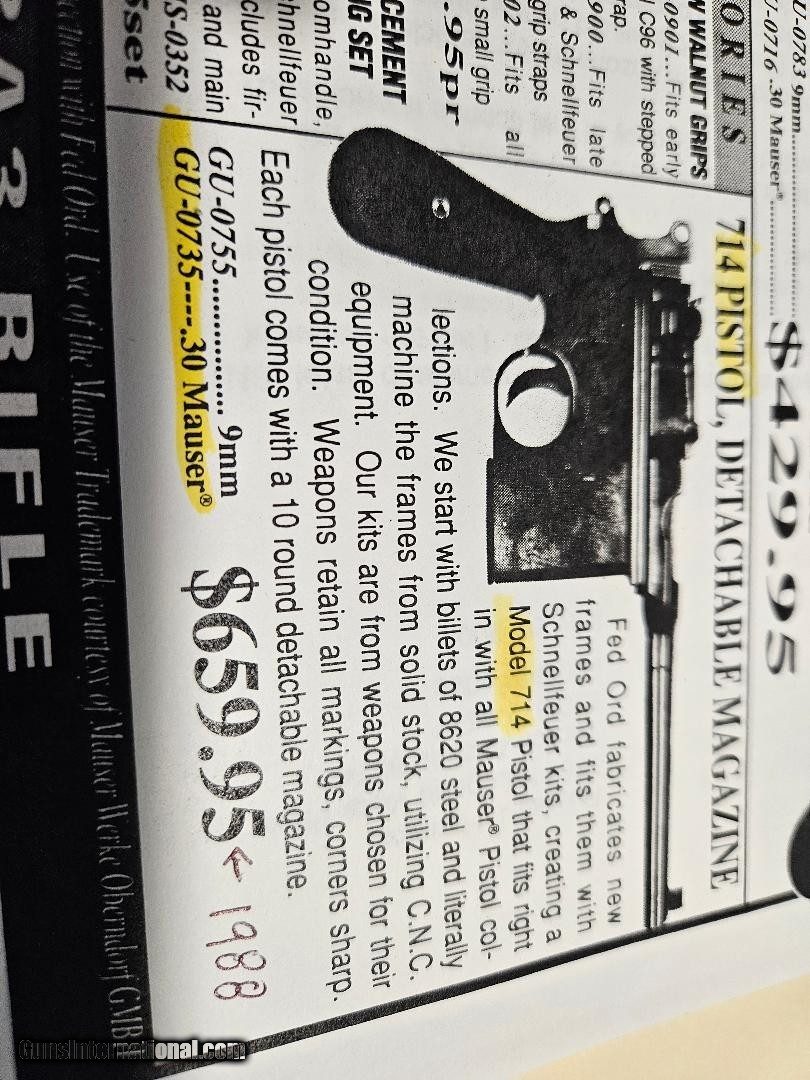 U-0783 9mm..............................
U-0716 .30 Mauser®..................
$429.95
ORIES
W WALNUT GRIPS
0901...Fits early
l C96 with stepped
rap.
900...Fits late
& Schnellfeuer
grip straps
02...Fits all
small grip
.95pr
CEMENT
G SET
omhandle,
hnellfeuer
cludes fir-
and main
S-0352
5set
714 PISTOL, DETACHABLE MAGAZINE
Fed Ord fabricates new
frames and fits them with
Schnellfeuer kits, creating a
Model 714 Pistol that fits right
in with all Mauser® Pistol col-
lections. We start with billets of 8620 steel and literally
machine the frames from solid stock, utilizing C.N.C.
equipment. Our kits are from weapons chosen for their
condition. Weapons retain all markings, corners sharp.
Each pistol comes with a 10 round detachable magazine.
GU-0755................. 9mm
GU-0735----.30 Mauser®
$659.95 ← 1988
ection with Fed Ord. Use of the Mauser Trademark courtesy of Mauser Werke Oberndorf GMB
A3 RIFLE
GunsInternational.com